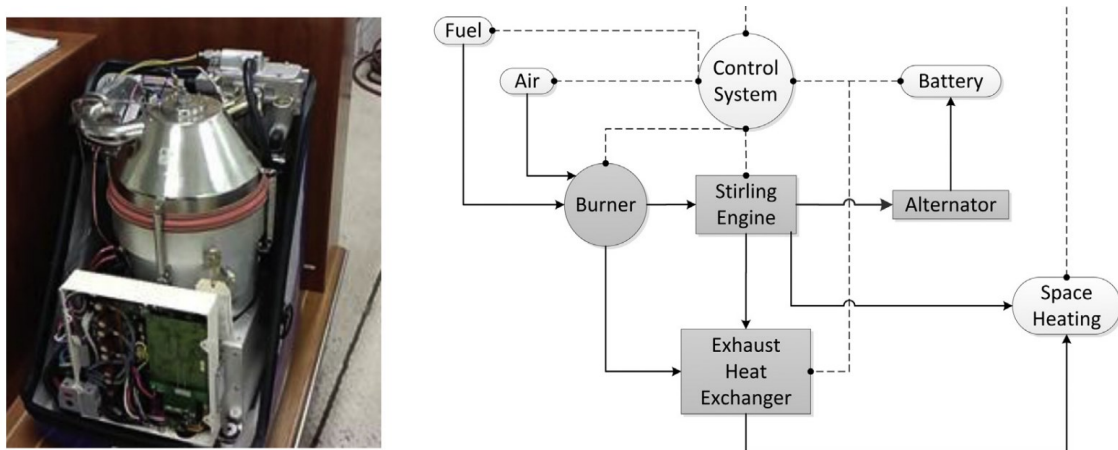 Fuel
Air
Control
System
Battery
Burner
Stirling
Engine
Alternator
Space
Heating
Exhaust
Heat
Exchanger